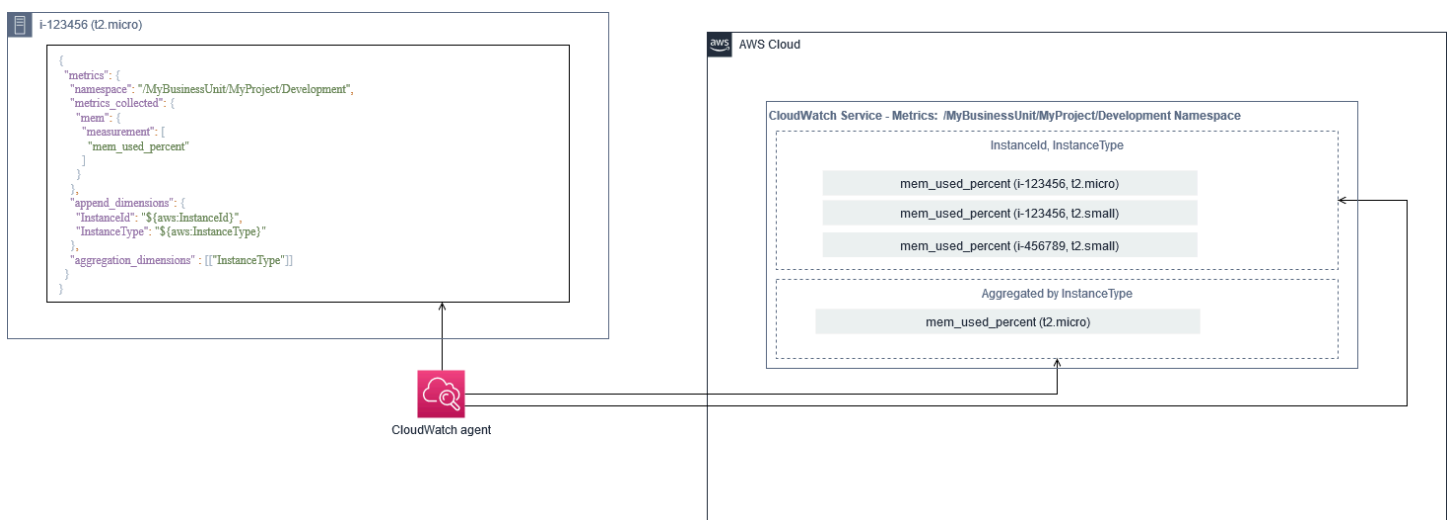 i-123456 (t2.micro)
{
"metrics": {
"namespace": "/MyBusinessUnit/MyProject/Development",
"metrics_collected": {
"mem": {
"measurement": [
"mem_used_percent"
]
}
},
"append_dimensions": {
"InstanceId": "${aws:InstanceId}",
"InstanceType": "${aws:InstanceType}"
},
"aggregation_dimensions" : [["InstanceType"]]
}
}
CloudWatch agent
aws
AWS Cloud
CloudWatch Service - Metrics: /MyBusinessUnit/MyProject/Development Namespace
InstanceId, InstanceType
mem_used_percent (i-123456, t2.micro)
mem_used_percent (i-123456, t2.small)
mem_used_percent (i-456789, t2.small)
Aggregated by InstanceType
mem_used_percent (t2.micro)